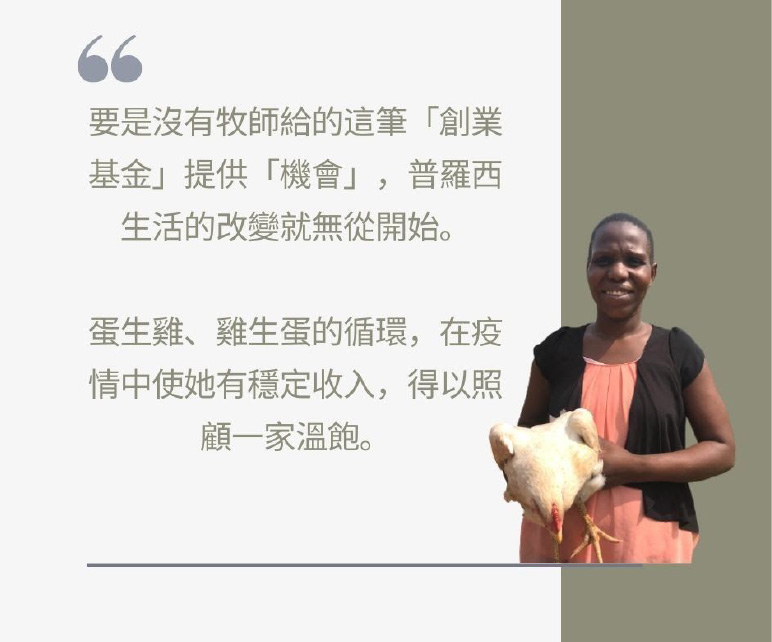 要是沒有牧師給的這筆「創業
基金」提供「機會」，普羅西
生活的改變就無從開始。
蛋生雞、雞生蛋的循環，在疫
情中使她有穩定收入，得以照
顧一家溫飽。